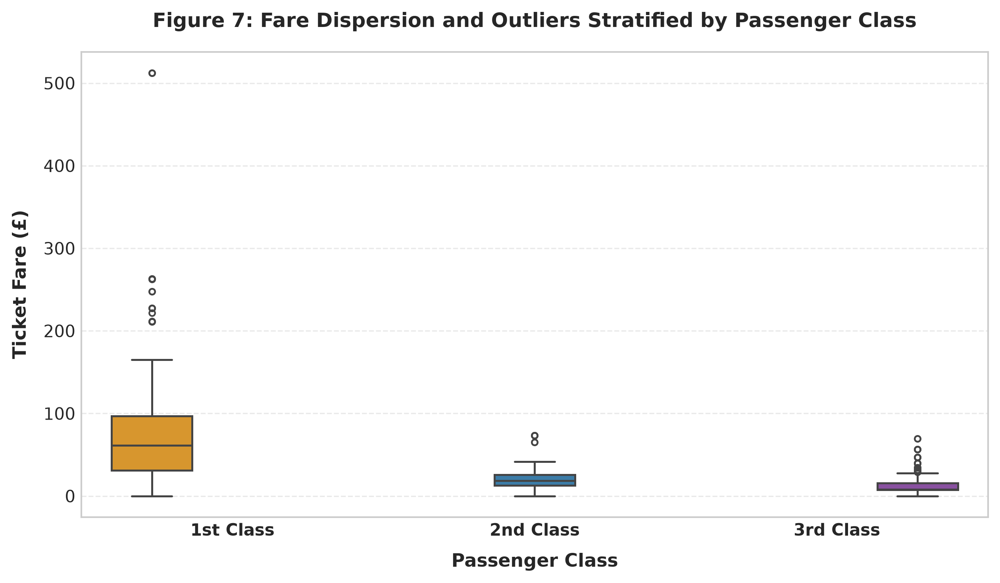 Figure 7: Fare Dispersion and Outliers Stratified by Passenger Class
Ticket Fare (£)
500
400
300
200
100
0
1st Class
2nd Class
3rd Class
Passenger Class